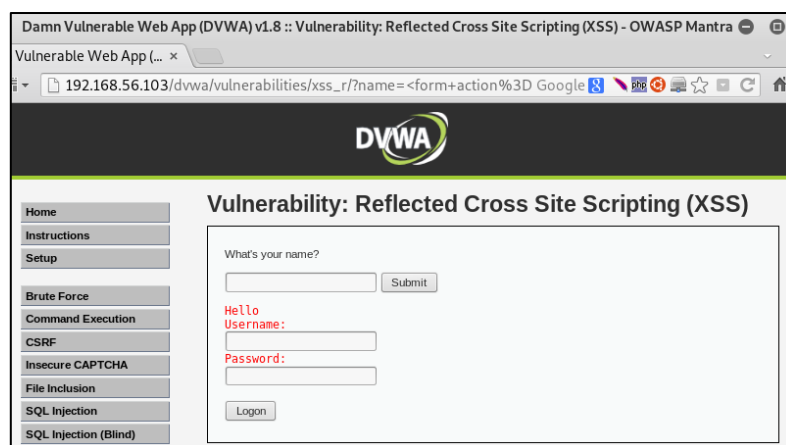 Damn Vulnerable Web App (DVWA) v1.8 :: Vulnerability: Reflected Cross Site Scripting (XSS) - OWASP Mantra
Vulnerable Web App (... ×
192.168.56.103/dvwa/vulnerabilities/xss_r/?name=<form+action%3D Google
DVWA
Home
Instructions
Setup
Brute Force
Command Execution
CSRF
Insecure CAPTCHA
File Inclusion
SQL Injection
SQL Injection (Blind)
Vulnerability: Reflected Cross Site Scripting (XSS)
What's your name?
Submit
Hello
Username:
Password:
Logon